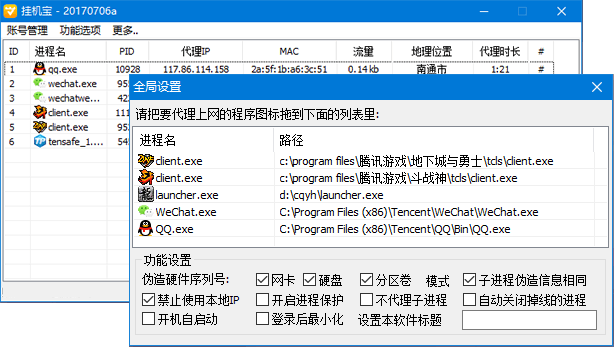 挂机宝 - 20170706a
账号管理 功能选项 更多..
ID 进程名 PID 代理IP MAC 流量 地理位置 代理时长 #
1 qq.exe 10928 117.86.114.158 2a:5f:1b:a6:3c:51 0.14 kb 南通市 1:21 #
2 wechat.exe
3 wechatwe...
4 client.exe
5 client.exe
6 tensafe_1....
全局设置
请把要代理上网的程序图标拖到下面的列表里:
进程名 路径
client.exe c:\program files\腾讯游戏\地下城与勇士\tcls\client.exe
client.exe c:\program files\腾讯游戏\斗战神\tcls\client.exe
launcher.exe d:\cqyh\launcher.exe
WeChat.exe C:\Program Files (x86)\Tencent\WeChat\WeChat.exe
QQ.exe C:\Program Files (x86)\Tencent\QQ\Bin\QQ.exe
功能设置
伪造硬件序列号: 网卡 硬盘 分区卷 模式 子进程伪造信息相同
禁止使用本地IP 开启进程保护 不代理子进程 自动关闭掉线的进程
开机自启动 登录后最小化 设置本软件标题